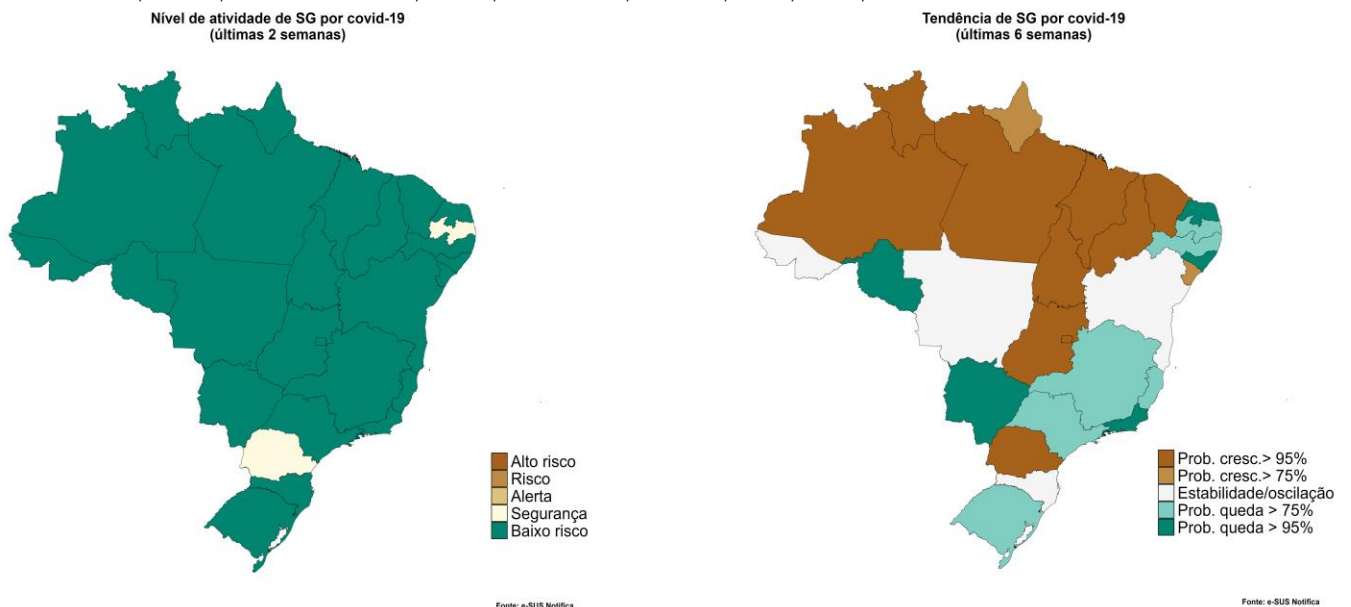 Nível de atividade de SG por covid-19
(últimas 2 semanas)
Alto risco
Risco
Alerta
Segurança
Baixo risco
Fonte: e-SUS Notifica
Tendência de SG por covid-19
(últimas 6 semanas)
Prob. cresc.> 95%
Prob. cresc.> 75%
Estabilidade/oscilação
Prob. queda > 75%
Prob. queda > 95%
Fonte: e-SUS Notifica